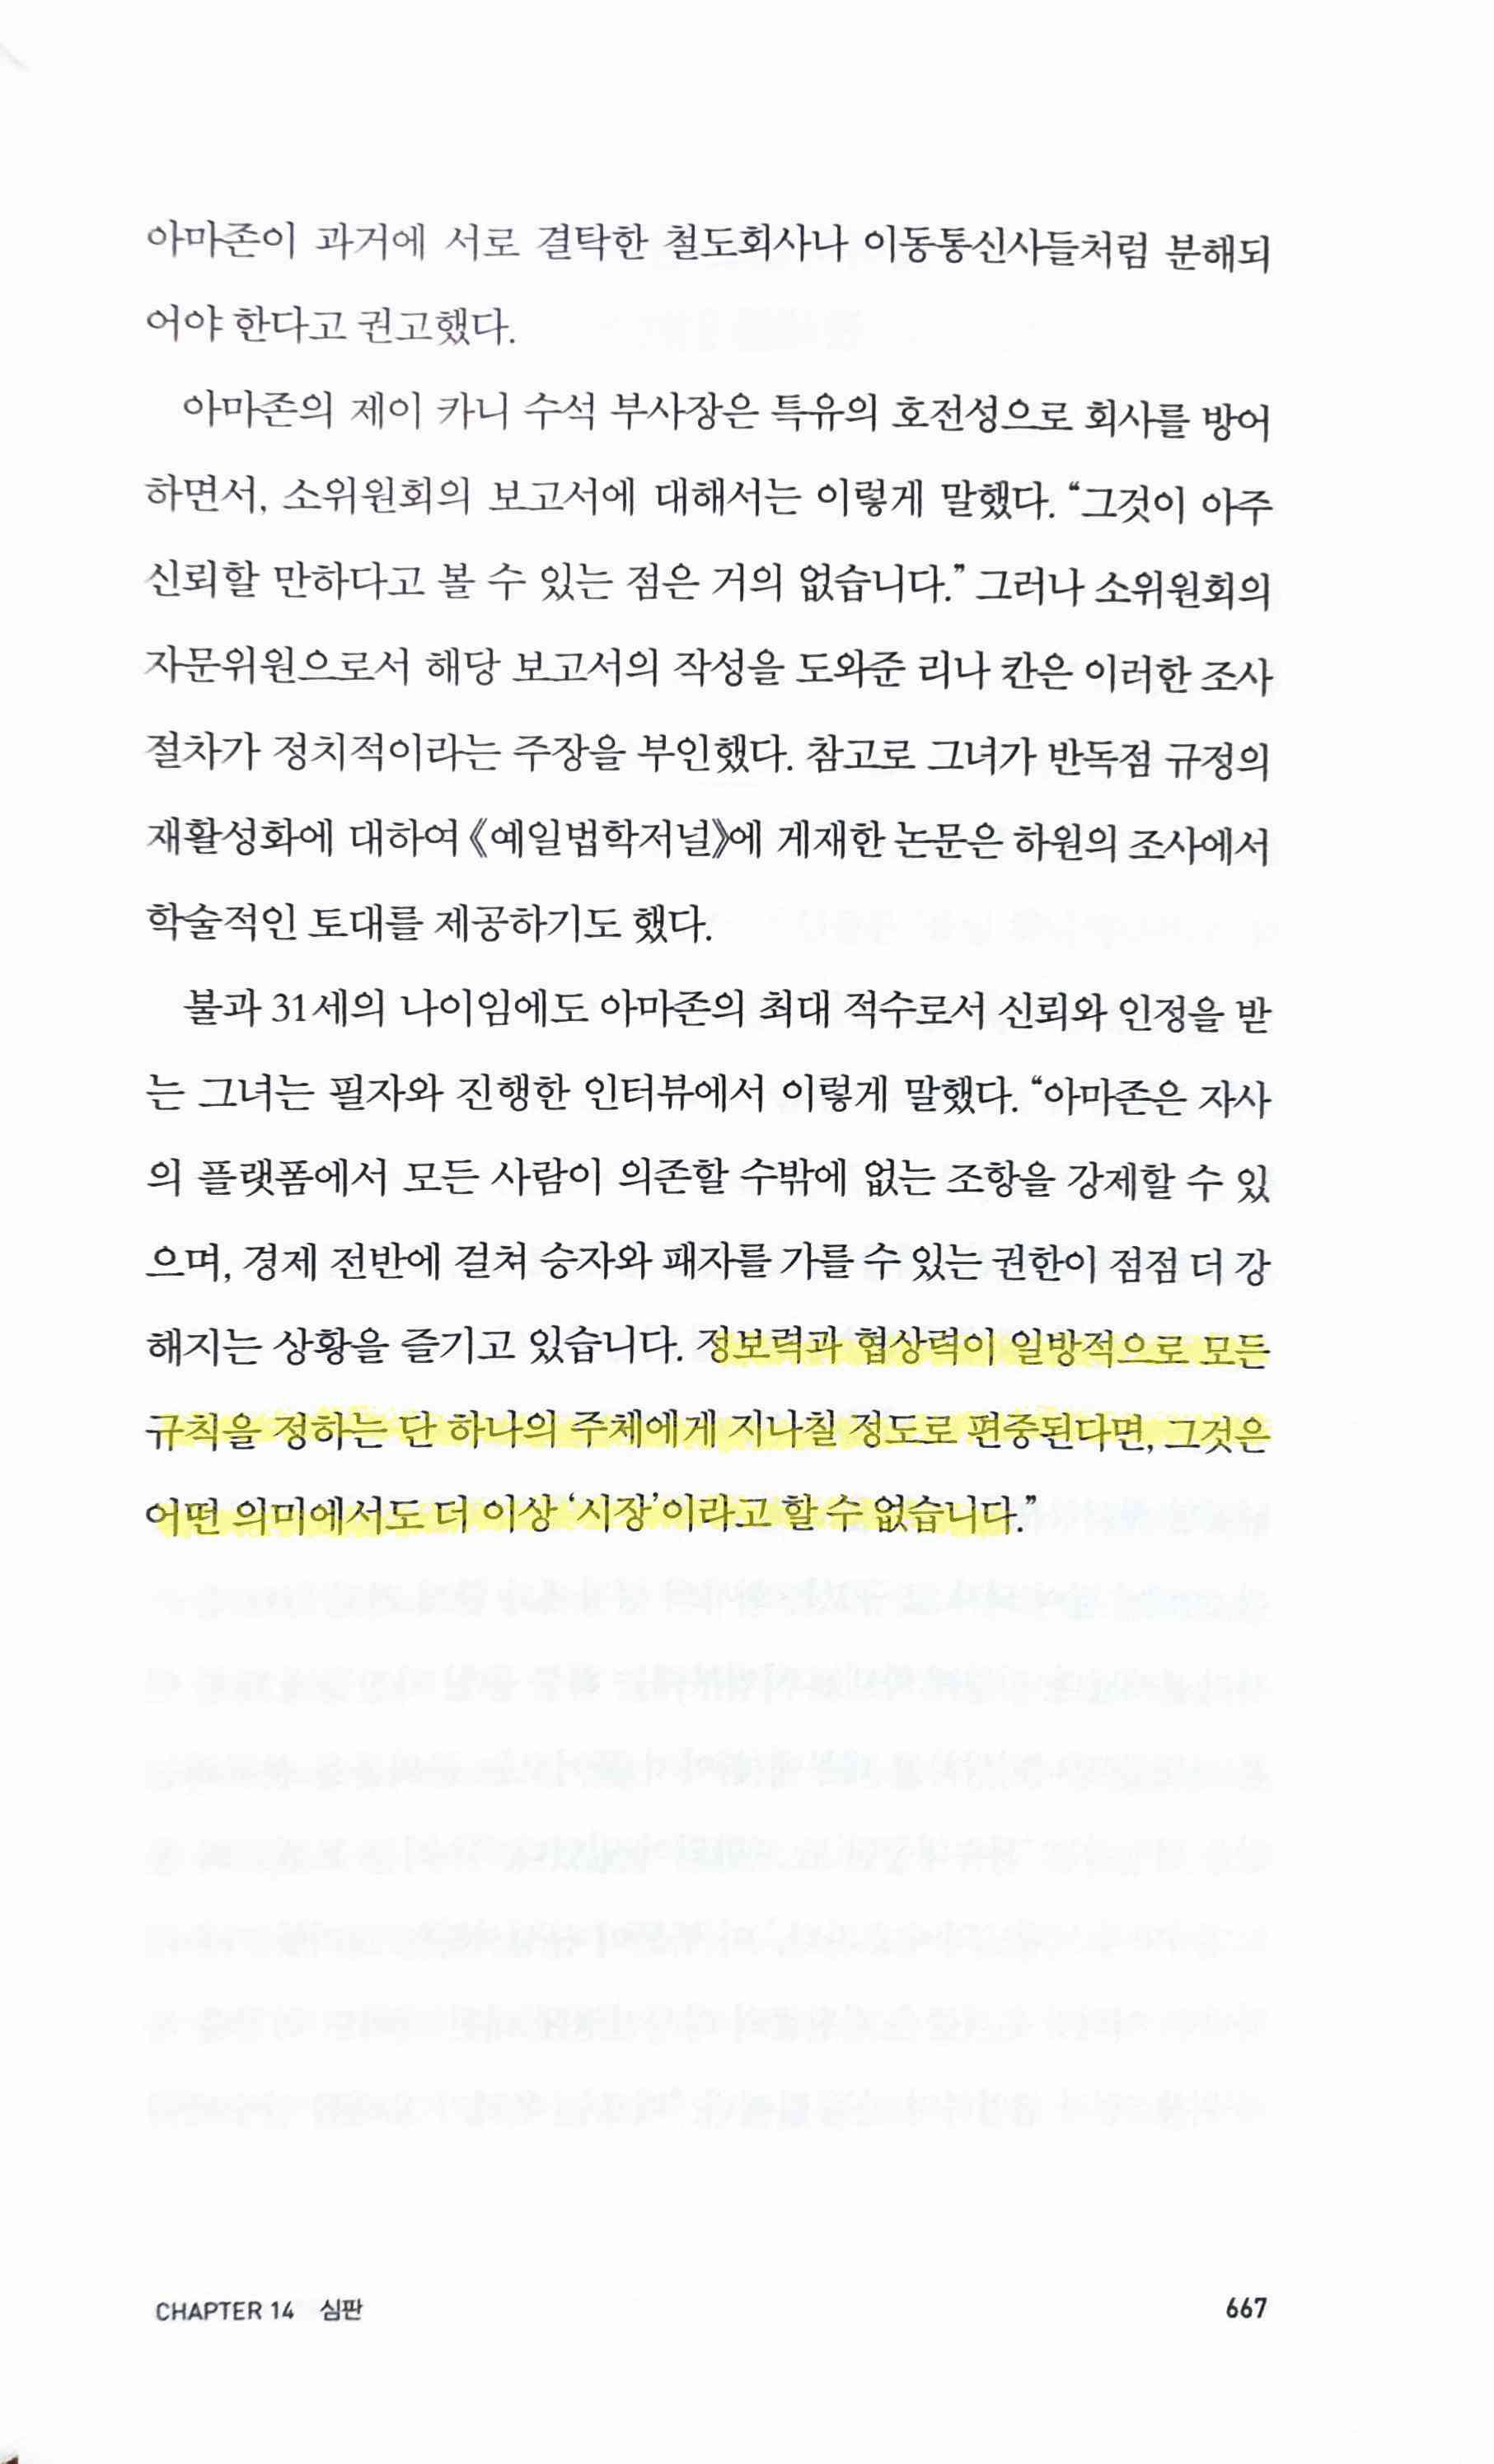 아마존이 과거에 서로 결탁한 철도회사나 이동통신사들처럼 분해되
어야 한다고 권고했다.
아마존의 제이 카니 수석 부사장은 특유의 호전성으로 회사를 방어
하면서, 소위원회의 보고서에 대해서는 이렇게 말했다. “그것이 아주
신뢰할 만하다고 볼 수 있는 점은 거의 없습니다.” 그러나 소위원회의
자문위원으로서 해당 보고서의 작성을 도와준 리나 칸은 이러한 조사
절차가 정치적이라는 주장을 부인했다. 참고로 그녀가 반독점 규정의
재활성화에 대하여 《예일법학저널》에 게재한 논문은 하원의 조사에서
학술적인 토대를 제공하기도 했다.
불과 31세의 나이임에도 아마존의 최대 적수로서 신뢰와 인정을 받
는 그녀는 필자와 진행한 인터뷰에서 이렇게 말했다. “아마존은 자사
의 플랫폼에서 모든 사람이 의존할 수밖에 없는 조항을 강제할 수 있
으며, 경제 전반에 걸쳐 승자와 패자를 가를 수 있는 권한이 점점 더 강
해지는 상황을 즐기고 있습니다. 정보력과 협상력이 일방적으로 모든
규칙을 정하는 단 하나의 주체에게 지나칠 정도로 편중된다면, 그것은
어떤 의미에서도 더 이상 ‘시장’이라고 할 수 없습니다.”
CHAPTER 14 심판
667